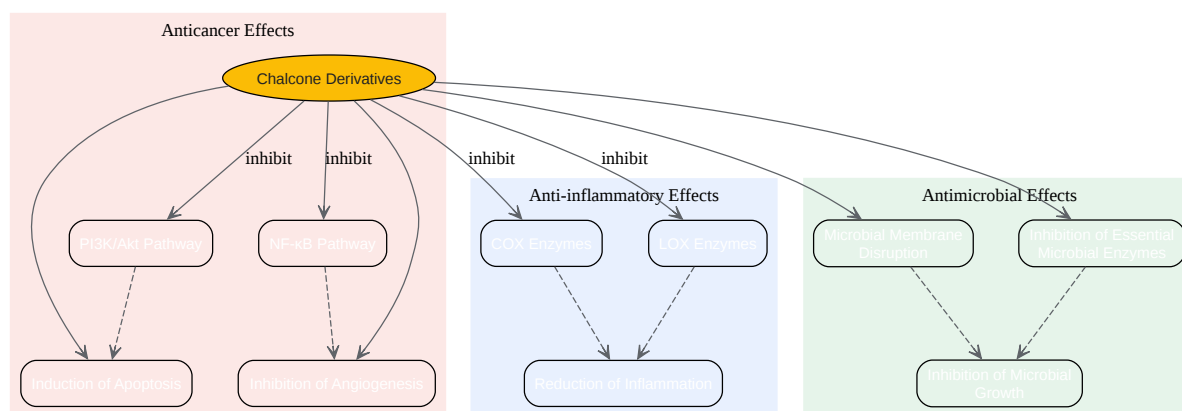 Anticancer Effects
Chalcone Derivatives
inhibit
inhibit
inhibit
inhibit
Anti-inflammatory Effects
Antimicrobial Effects
PI3K/Akt Pathway
NF-κB Pathway
COX Enzymes
LOX Enzymes
Microbial Membrane
Disruption
Inhibition of Essential
Microbial Enzymes
Induction of Apoptosis
Inhibition of Angiogenesis
Reduction of Inflammation
Inhibition of Microbial
Growth